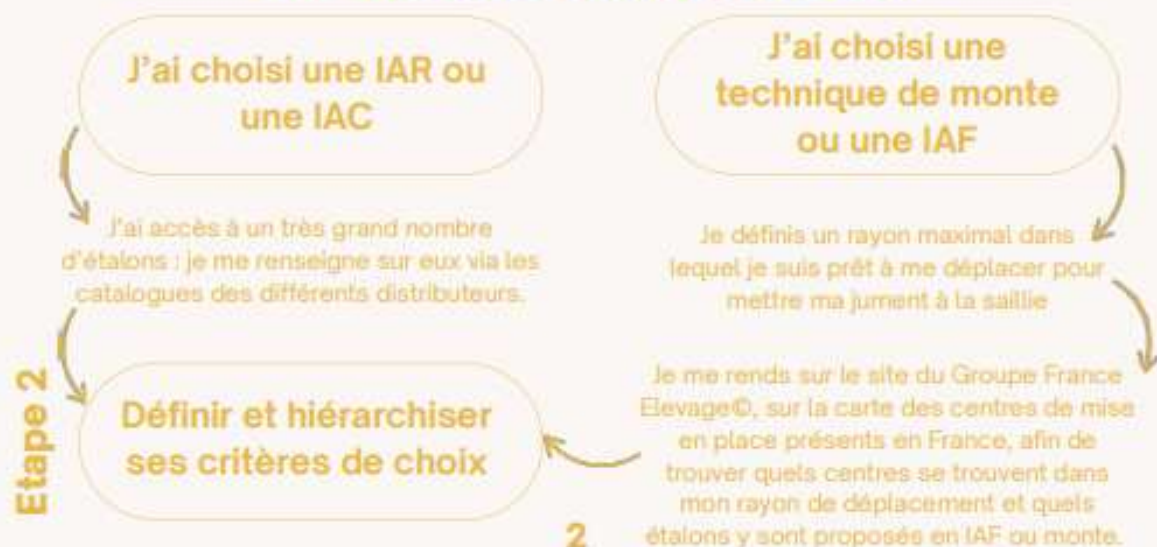 J'ai choisi une IAR ou
une IAC
J'ai accès à un très grand nombre
d'étalons : je me renseigne sur eux via les
catalogues des différents distributeurs.
J'ai choisi une
technique de monte
ou une IAF
Je définis un rayon maximal dans
lequel je suis prêt à me déplacer pour
mettre ma jument à la saillie
Je me rends sur le site du Groupe France
Elevage©, sur la carte des centres de mise
en place présents en France, afin de
trouver quels centres se trouvent dans
mon rayon de déplacement et quels
étalons y sont proposés en IAF ou monte.
Etape 2
Définir et hiérarchiser
ses critères de choix
2